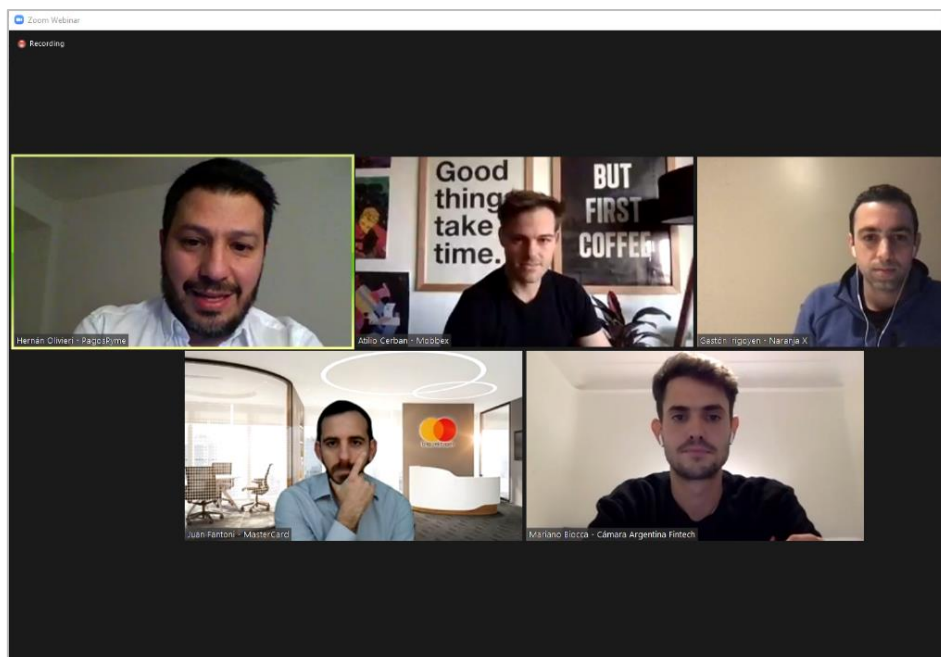 Zoom Webinar
Recording
Good
things
take
time.
BUT
FIRST
COFFEE
Hernán Olivieri - PagosPyme
Atilio Cerban - Mobbex
Gastón Irigoyen - Naranja X
Juan Fantoni - MasterCard
Mariano Biocca - Cámara Argentina Fintech